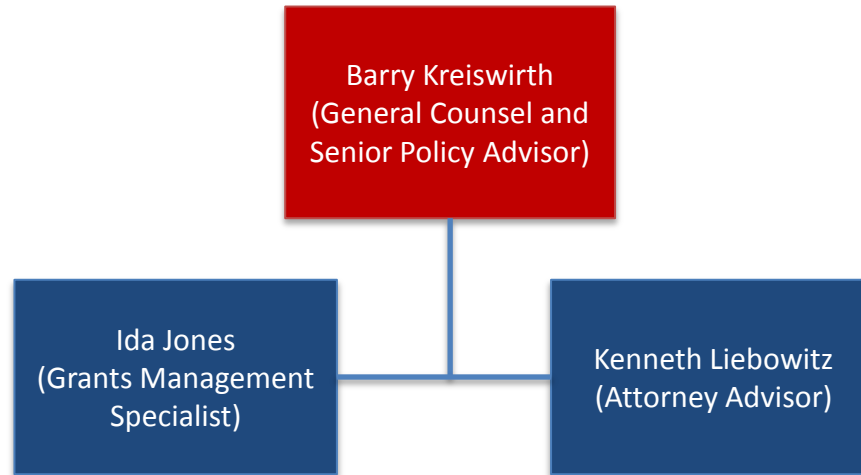 Barry Kreiswirth
(General Counsel and
Senior Policy Advisor)
Ida Jones
(Grants Management
Specialist)
Kenneth Liebowitz
(Attorney Advisor)